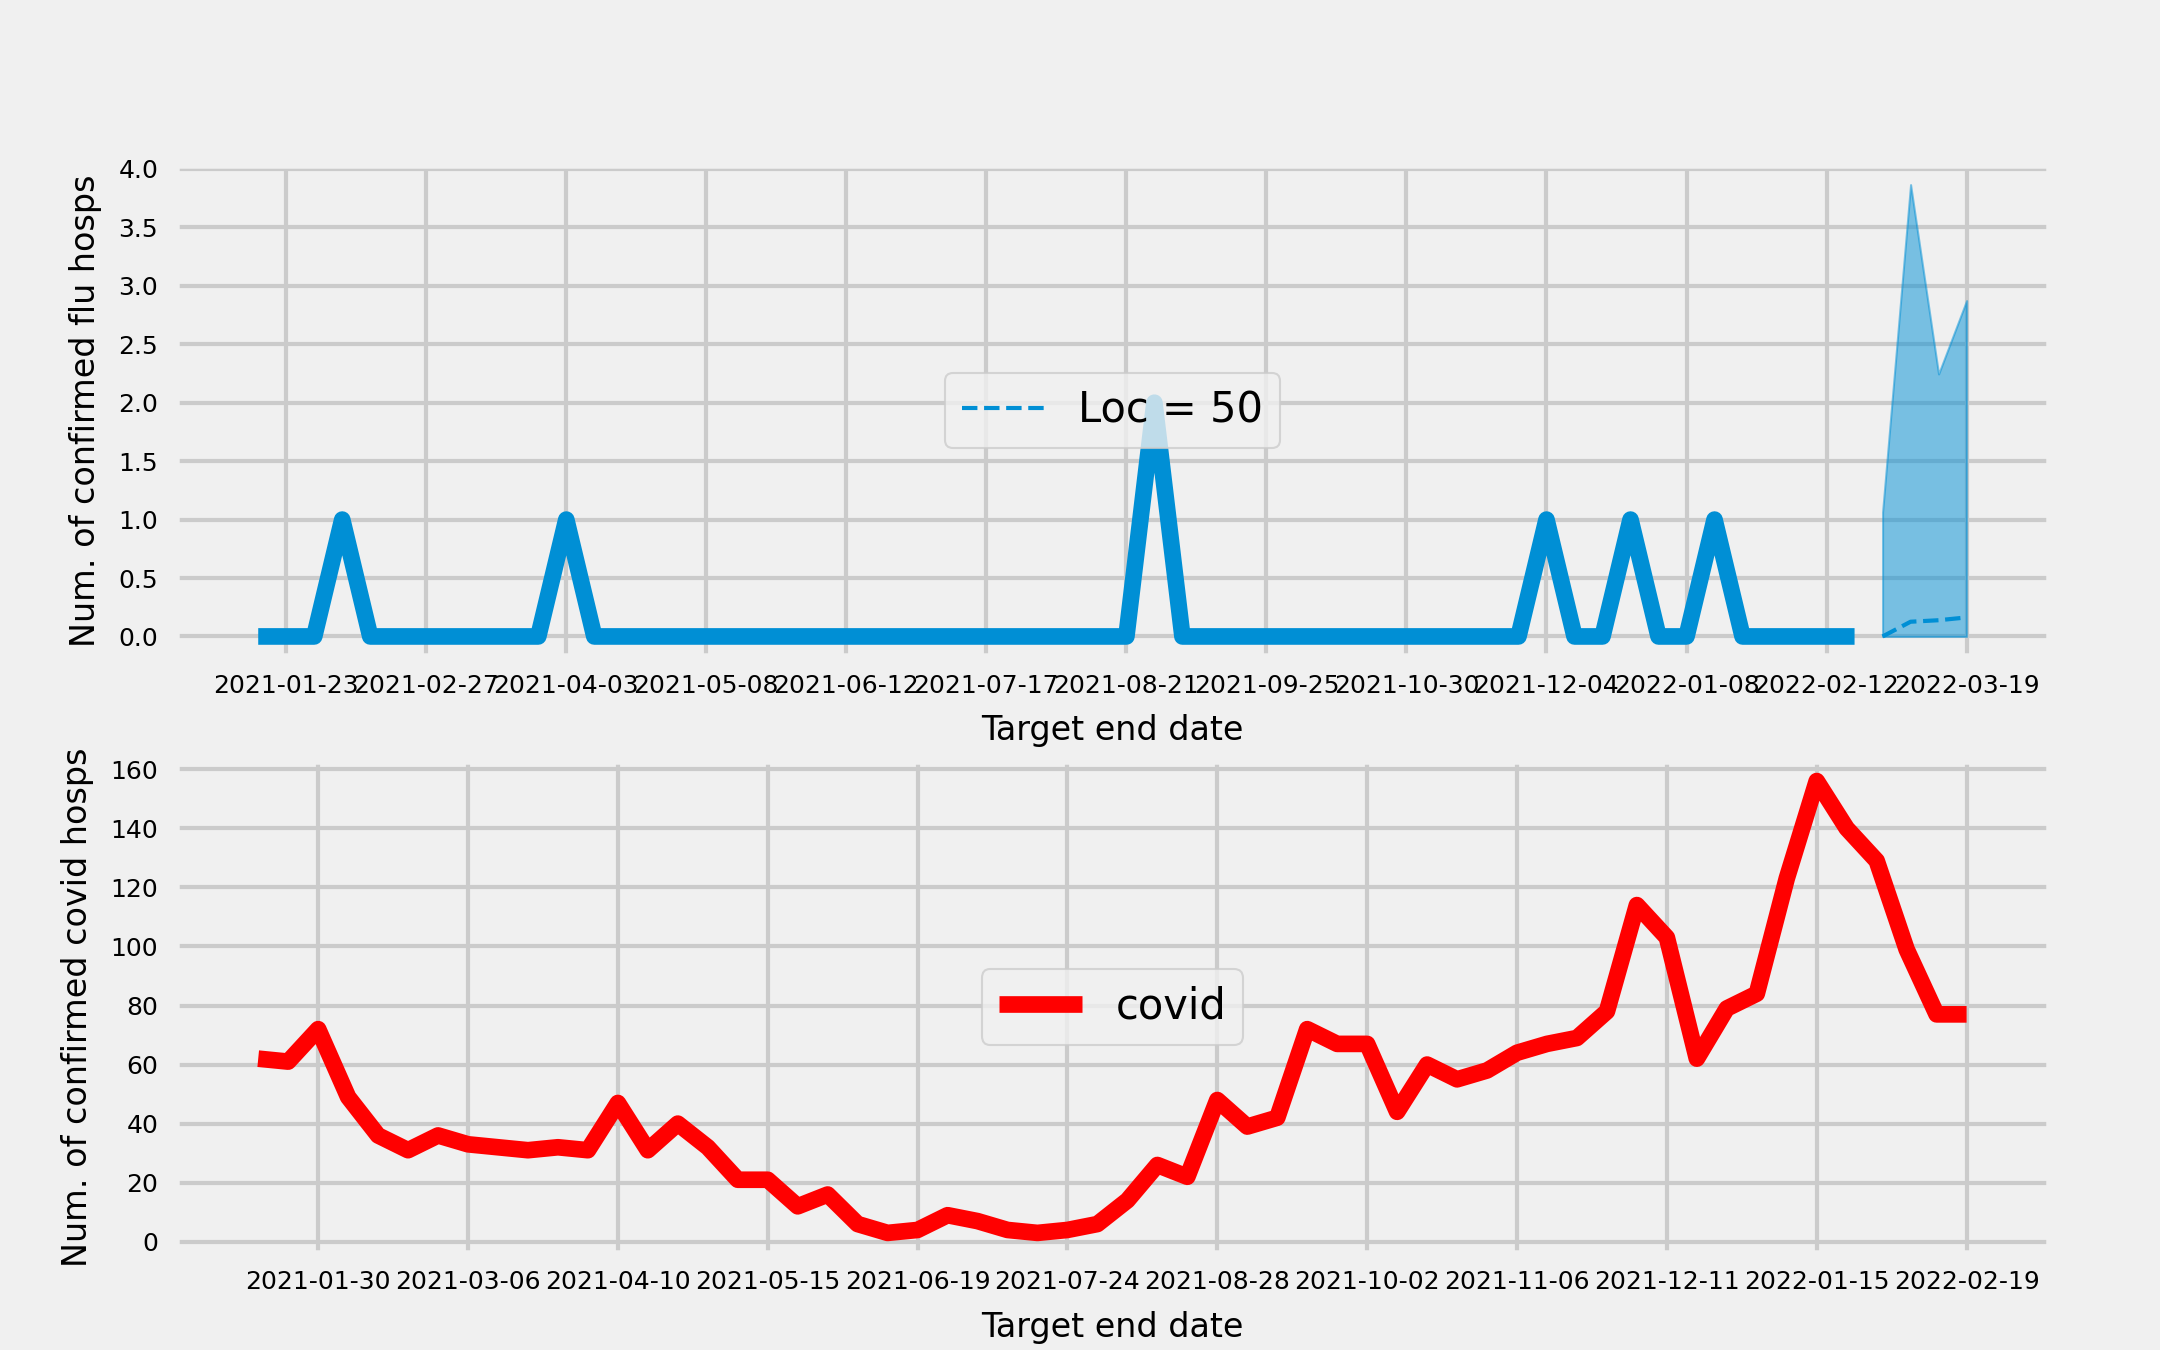 Num. of confirmed flu hosps
4.0
3.5
3.0
2.5
2.0
1.5
1.0
0.5
0.0
Loc = 50
2021-01-23 2021-02-27 2021-04-03 2021-05-08 2021-06-12 2021-07-17 2021-08-21 2021-09-25 2021-10-30 2021-12-04 2022-01-08 2022-02-12 2022-03-19
Target end date
Num. of confirmed covid hosps
160
140
120
100
80
60
40
20
0
covid
2021-01-30 2021-03-06 2021-04-10 2021-05-15 2021-06-19 2021-07-24 2021-08-28 2021-10-02 2021-11-06 2021-12-11 2022-01-15 2022-02-19
Target end date